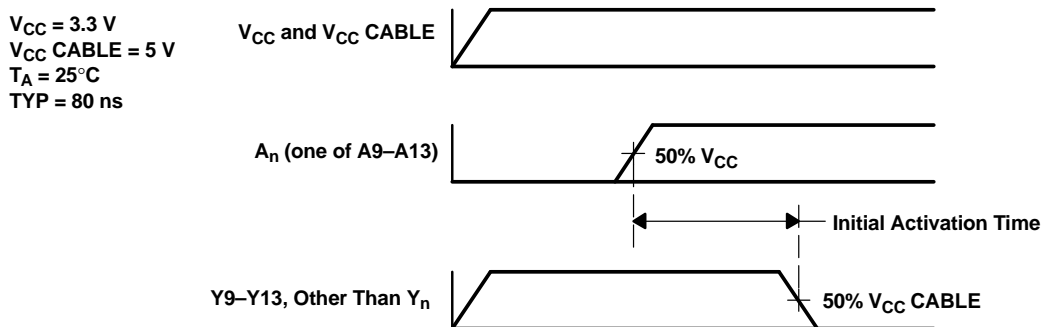 V_CC = 3.3 V
V_CC CABLE = 5 V
T_A = 25°C
TYP = 80 ns
V_CC and V_CC CABLE
A_n (one of A9–A13)
50% V_CC
Initial Activation Time
Y9–Y13, Other Than Y_n
50% V_CC CABLE